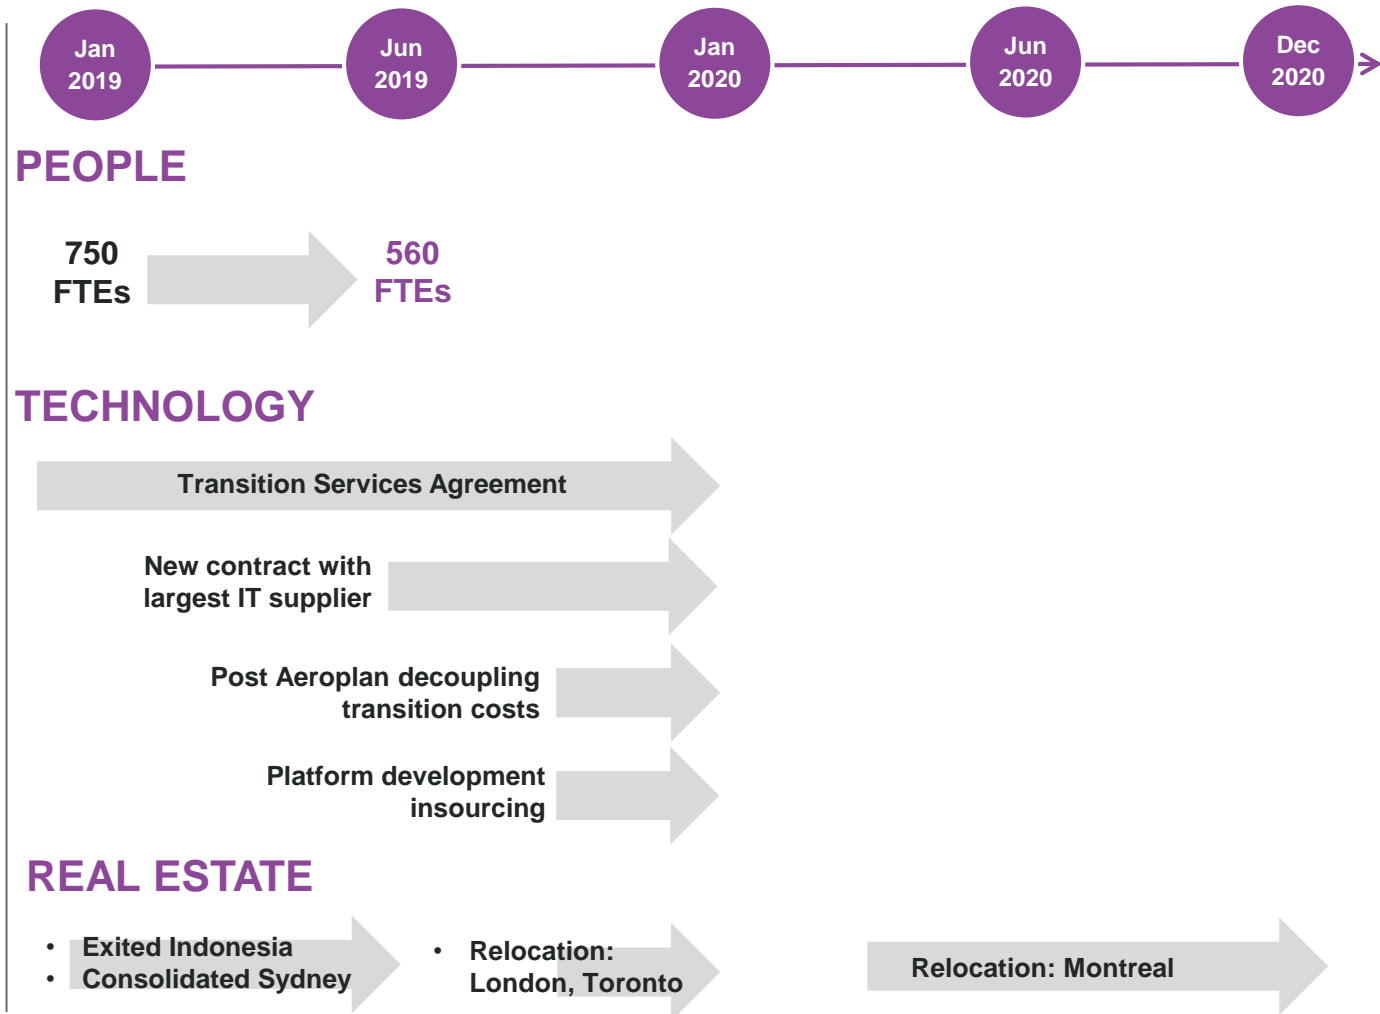 Jan
2019
Jun
2019
Jan
2020
Jun
2020
Dec
2020
PEOPLE
750
FTEs
560
FTEs
TECHNOLOGY
Transition Services Agreement
New contract with
largest IT supplier
Post Aeroplan decoupling
transition costs
Platform development
insourcing
REAL ESTATE
• Exited Indonesia
• Consolidated Sydney
• Relocation:
London, Toronto
Relocation: Montreal